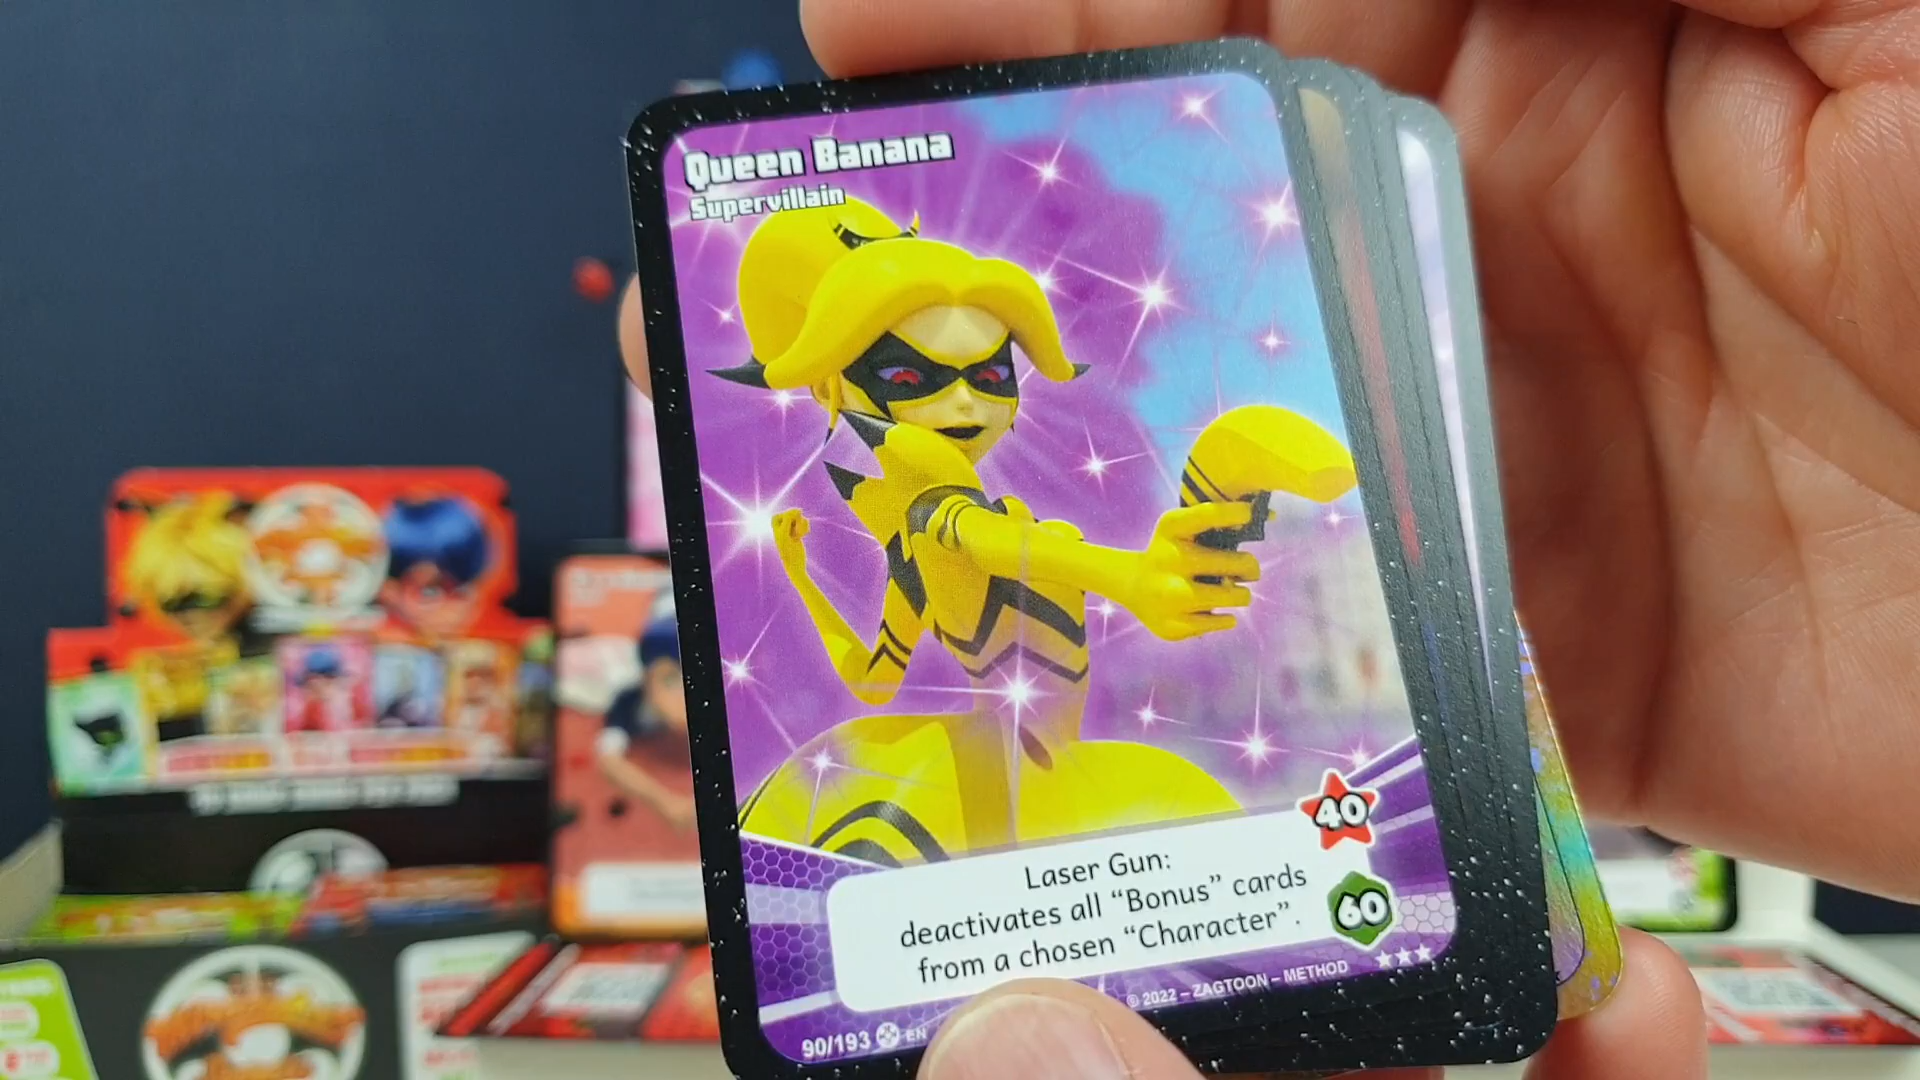 Queen Banana
Supervillain
40
Laser Gun:
deactivates all “Bonus” cards
from a chosen “Character”.
60
© 2022 – ZAGTOON – METHOD
90/193 EN